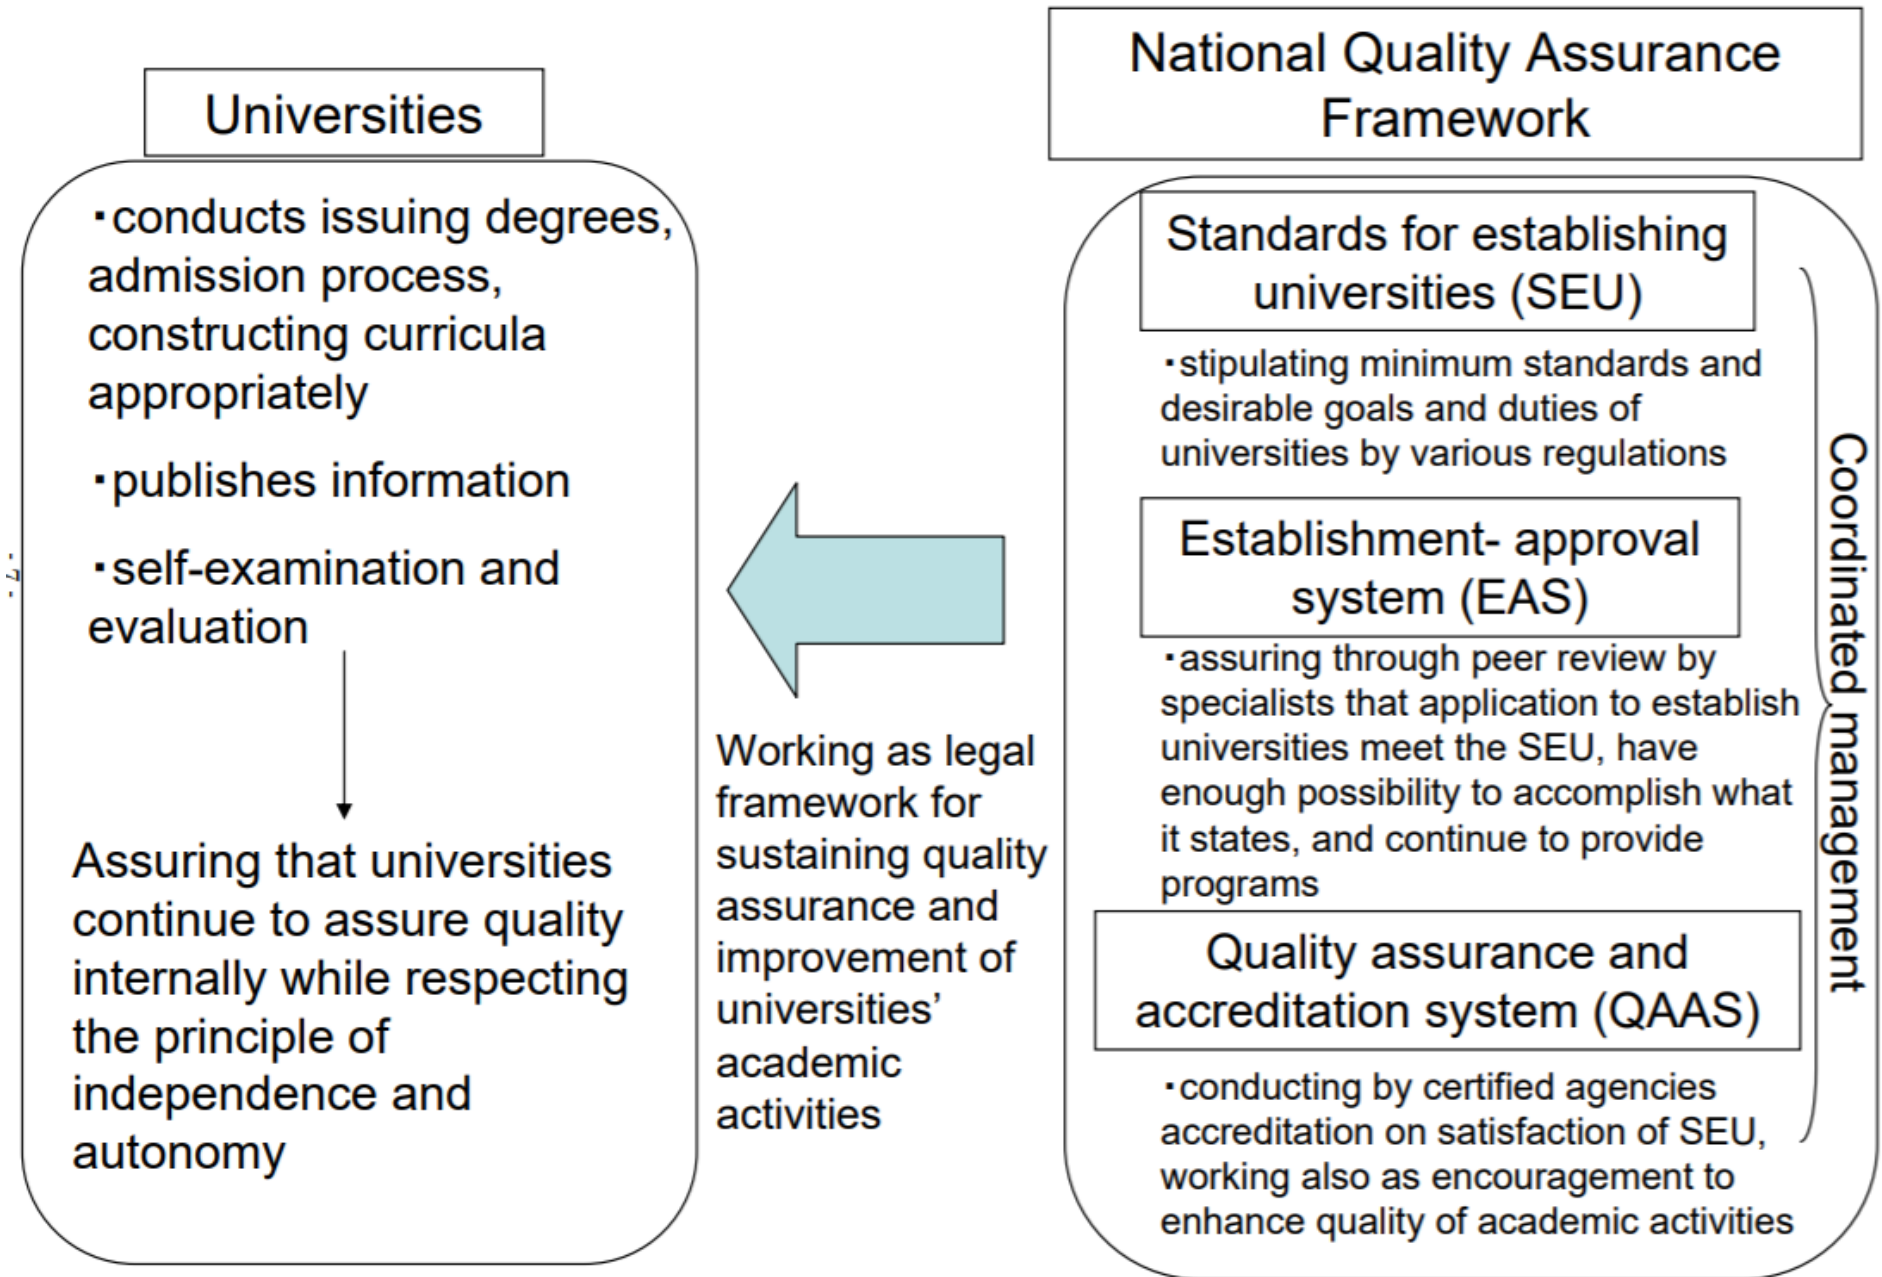 Universities
・conducts issuing degrees,
admission process,
constructing curricula
appropriately
・publishes information
・self-examination and
evaluation
Assuring that universities
continue to assure quality
internally while respecting
the principle of
independence and
autonomy
Working as legal
framework for
sustaining quality
assurance and
improvement of
universities’
academic
activities
National Quality Assurance
Framework
Standards for establishing
universities (SEU)
・stipulating minimum standards and
desirable goals and duties of
universities by various regulations
Establishment- approval
system (EAS)
・assuring through peer review by
specialists that application to establish
universities meet the SEU, have
enough possibility to accomplish what
it states, and continue to provide
programs
Quality assurance and
accreditation system (QAAS)
・conducting by certified agencies
accreditation on satisfaction of SEU,
working also as encouragement to
enhance quality of academic activities
Coordinated management